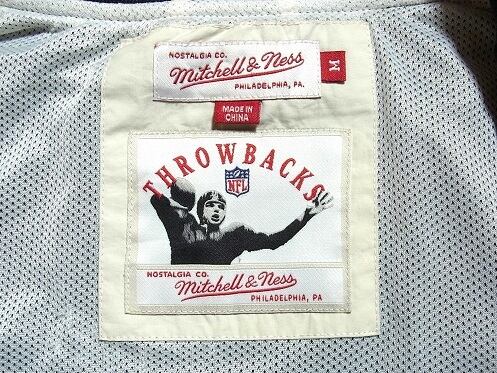 NOSTALGIA CO.
Mitchell & Ness
PHILADELPHIA, PA.
M
MADE IN
CHINA
THROWBACKS
NFL
NOSTALGIA CO.
Mitchell & Ness
PHILADELPHIA, PA